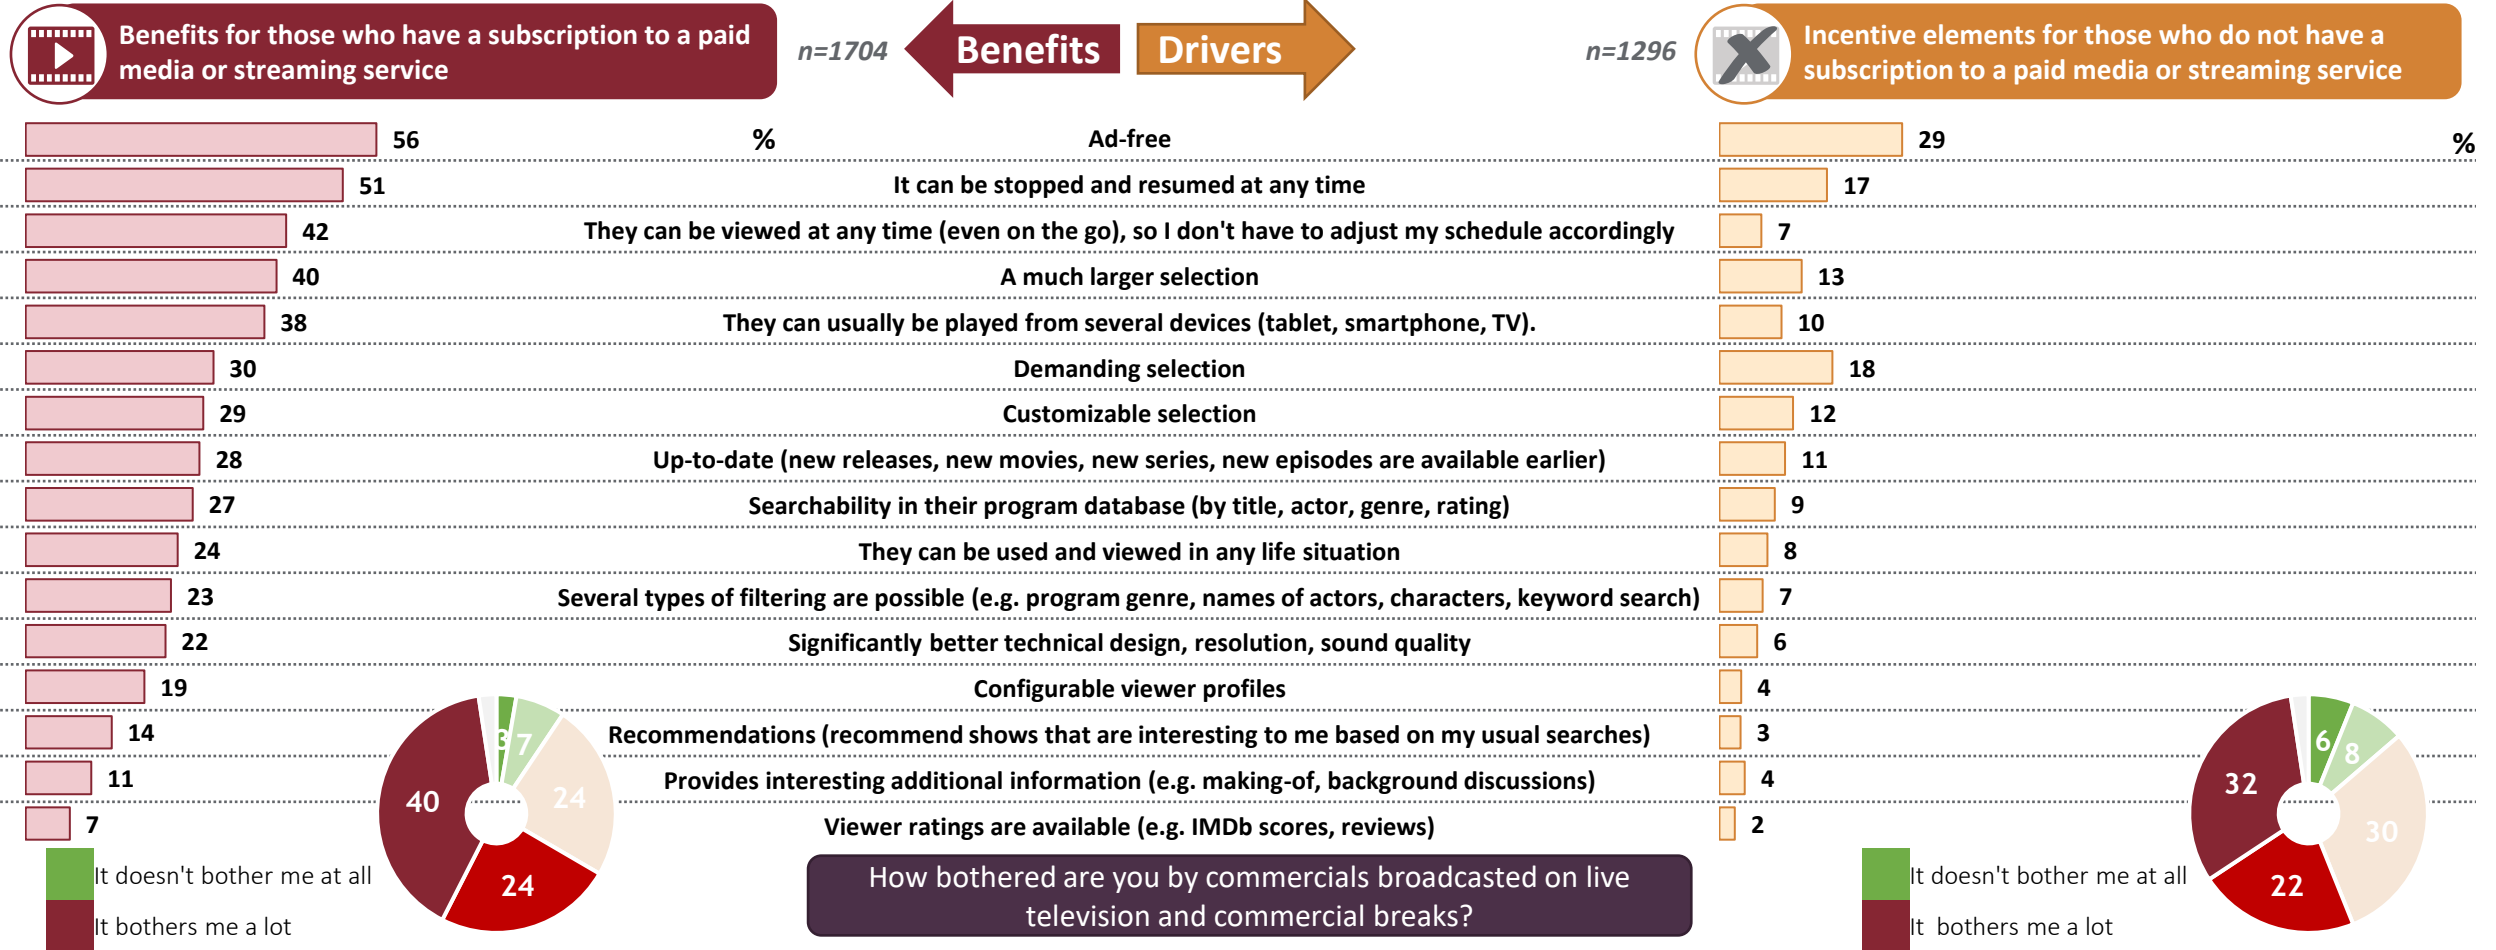 Benefits for those who have a subscription to a paid
media or streaming service
n=1704
Benefits
Drivers
n=1296
Incentive elements for those who do not have a
subscription to a paid media or streaming service
56 % Ad-free 29 %
51 It can be stopped and resumed at any time 17
42 They can be viewed at any time (even on the go), so I don't have to adjust my schedule accordingly 7
40 A much larger selection 13
38 They can usually be played from several devices (tablet, smartphone, TV). 10
30 Demanding selection 18
29 Customizable selection 12
28 Up-to-date (new releases, new movies, new series, new episodes are available earlier) 11
27 Searchability in their program database (by title, actor, genre, rating) 9
24 They can be used and viewed in any life situation 8
23 Several types of filtering are possible (e.g. program genre, names of actors, characters, keyword search) 7
22 Significantly better technical design, resolution, sound quality 6
19 Configurable viewer profiles 4
14 Recommendations (recommend shows that are interesting to me based on my usual searches) 3
11 Provides interesting additional information (e.g. making-of, background discussions) 4
7 Viewer ratings are available (e.g. IMDb scores, reviews) 2
3
7
24
24
40
It doesn't bother me at all
It bothers me a lot
How bothered are you by commercials broadcasted on live
television and commercial breaks?
6
8
30
22
32
It doesn't bother me at all
It bothers me a lot